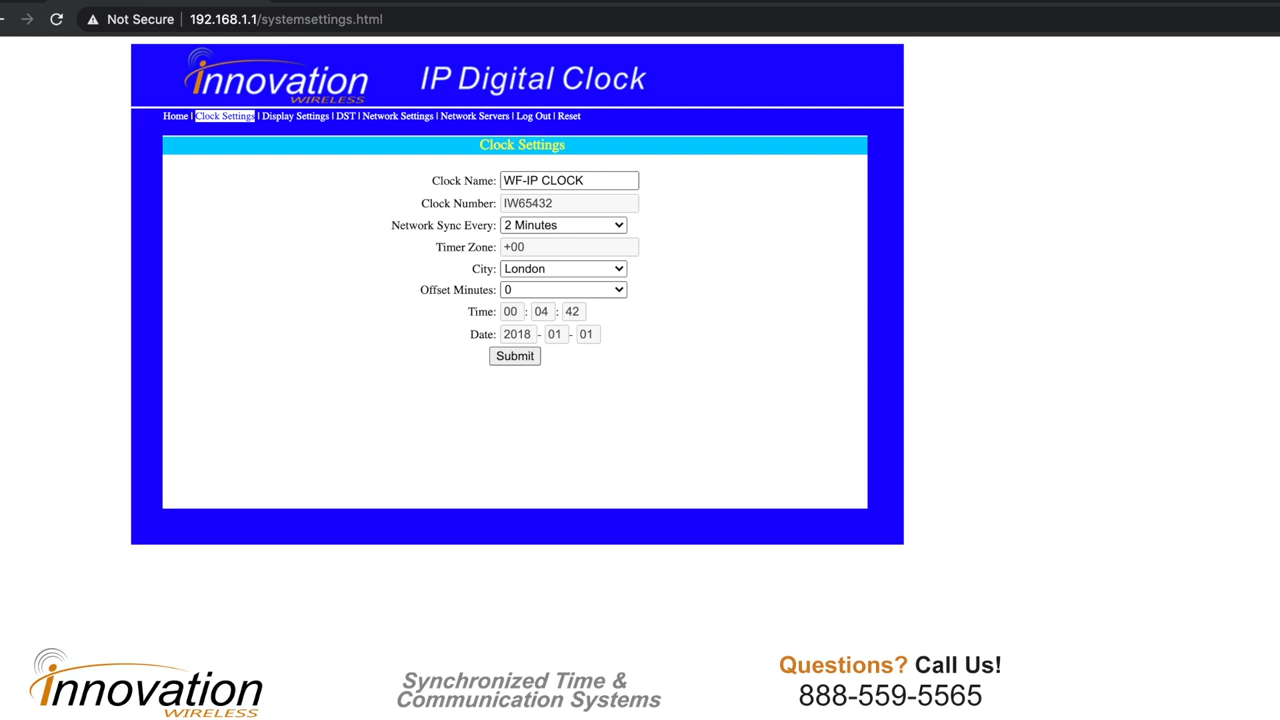 Not Secure | 192.168.1.1/systemsettings.html
innovation
WIRELESS
IP Digital Clock
Home | Clock Settings | Display Settings | DST | Network Settings | Network Servers | Log Out | Reset
Clock Settings
Clock Name: WF-IP CLOCK
Clock Number: IW65432
Network Sync Every: 2 Minutes
Timer Zone: +00
City: London
Offset Minutes: 0
Time: 00 : 04 : 42
Date: 2018 - 01 - 01
Submit
innovation
WIRELESS
Synchronized Time &
Communication Systems
Questions? Call Us!
888-559-5565